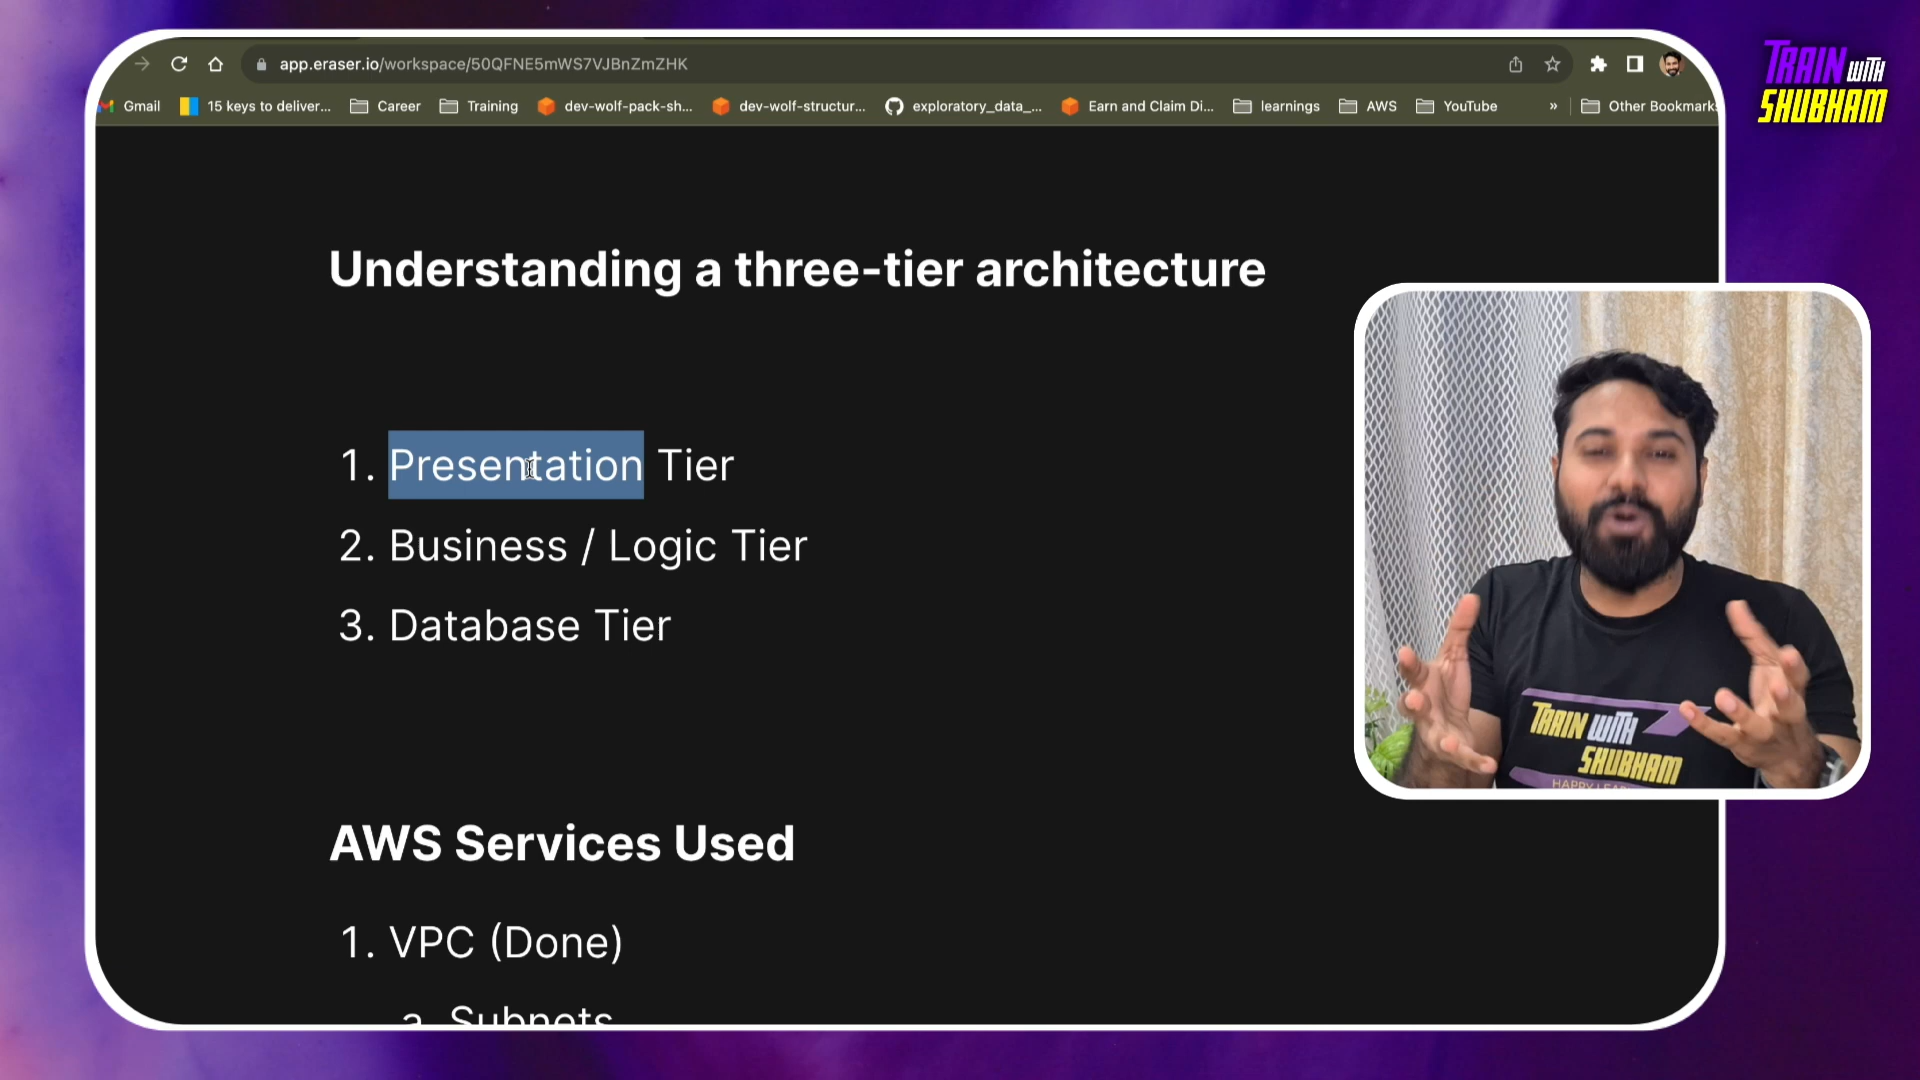 app.eraser.io/workspace/50QFNE5mWS7VJBnZmZHK
TRAIN WITH
SHUBHAM
Gmail 15 keys to deliver... Career Training dev-wolf-pack-sh... dev-wolf-structur... exploratory_data_... Earn and Claim Di... learnings AWS YouTube » Other Bookmarks
Understanding a three-tier architecture
1. Presentation Tier
2. Business / Logic Tier
3. Database Tier
TRAIN WITH
SHUBHAM
AWS Services Used
1. VPC (Done)
a. Subnets